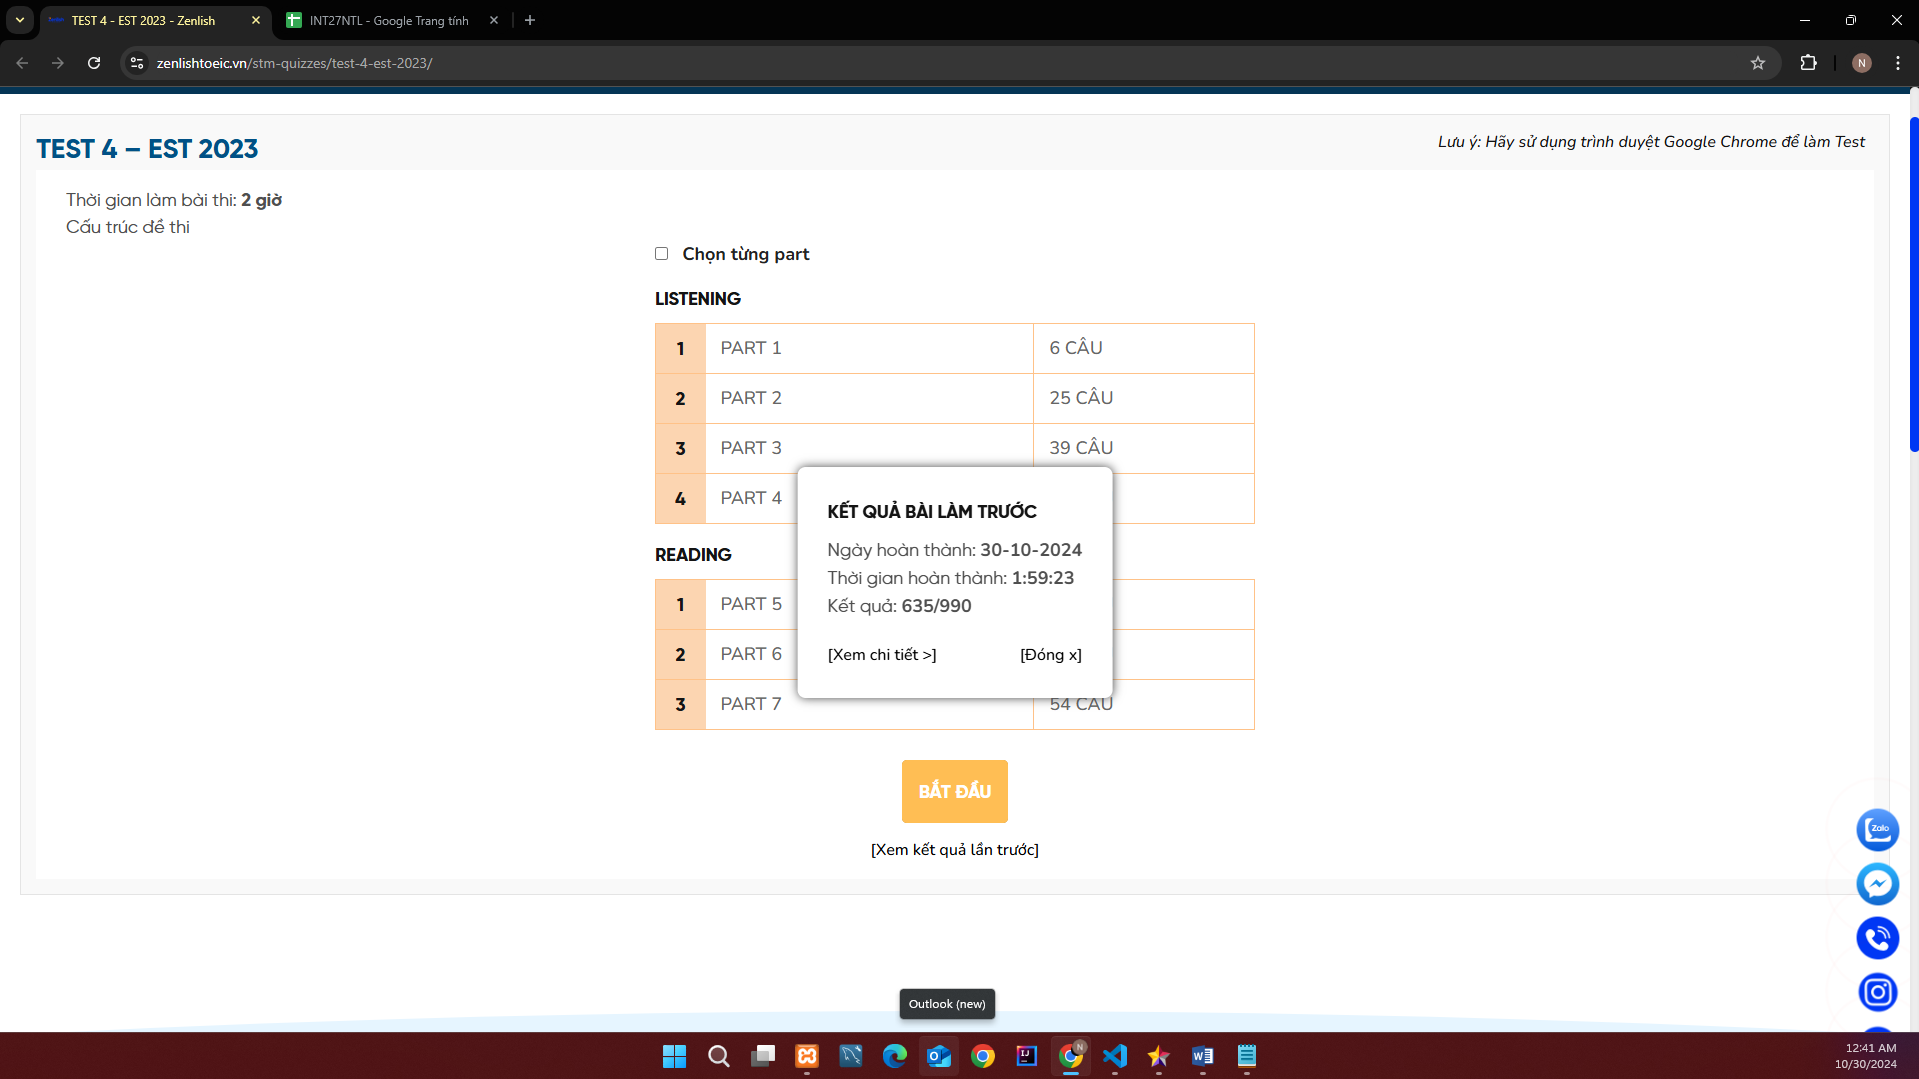 TEST 4 - EST 2023 - Zenlish
INT27NTL - Google Trang tính
zenlishtoeic.vn/stm-quizzes/test-4-est-2023/
N
TEST 4 – EST 2023
Lưu ý: Hãy sử dụng trình duyệt Google Chrome để làm Test
Thời gian làm bài thi: 2 giờ
Cấu trúc đề thi
Chọn từng part
LISTENING
1 PART 1 6 CÂU
2 PART 2 25 CÂU
3 PART 3 39 CÂU
4 PART 4
KẾT QUẢ BÀI LÀM TRƯỚC
Ngày hoàn thành: 30-10-2024
Thời gian hoàn thành: 1:59:23
Kết quả: 635/990
[Xem chi tiết >] [Đóng x]
READING
1 PART 5
2 PART 6
3 PART 7 54 CÂU
BẮT ĐẦU
[Xem kết quả lần trước]
Zalo
Outlook (new)
N
12:41 AM
10/30/2024